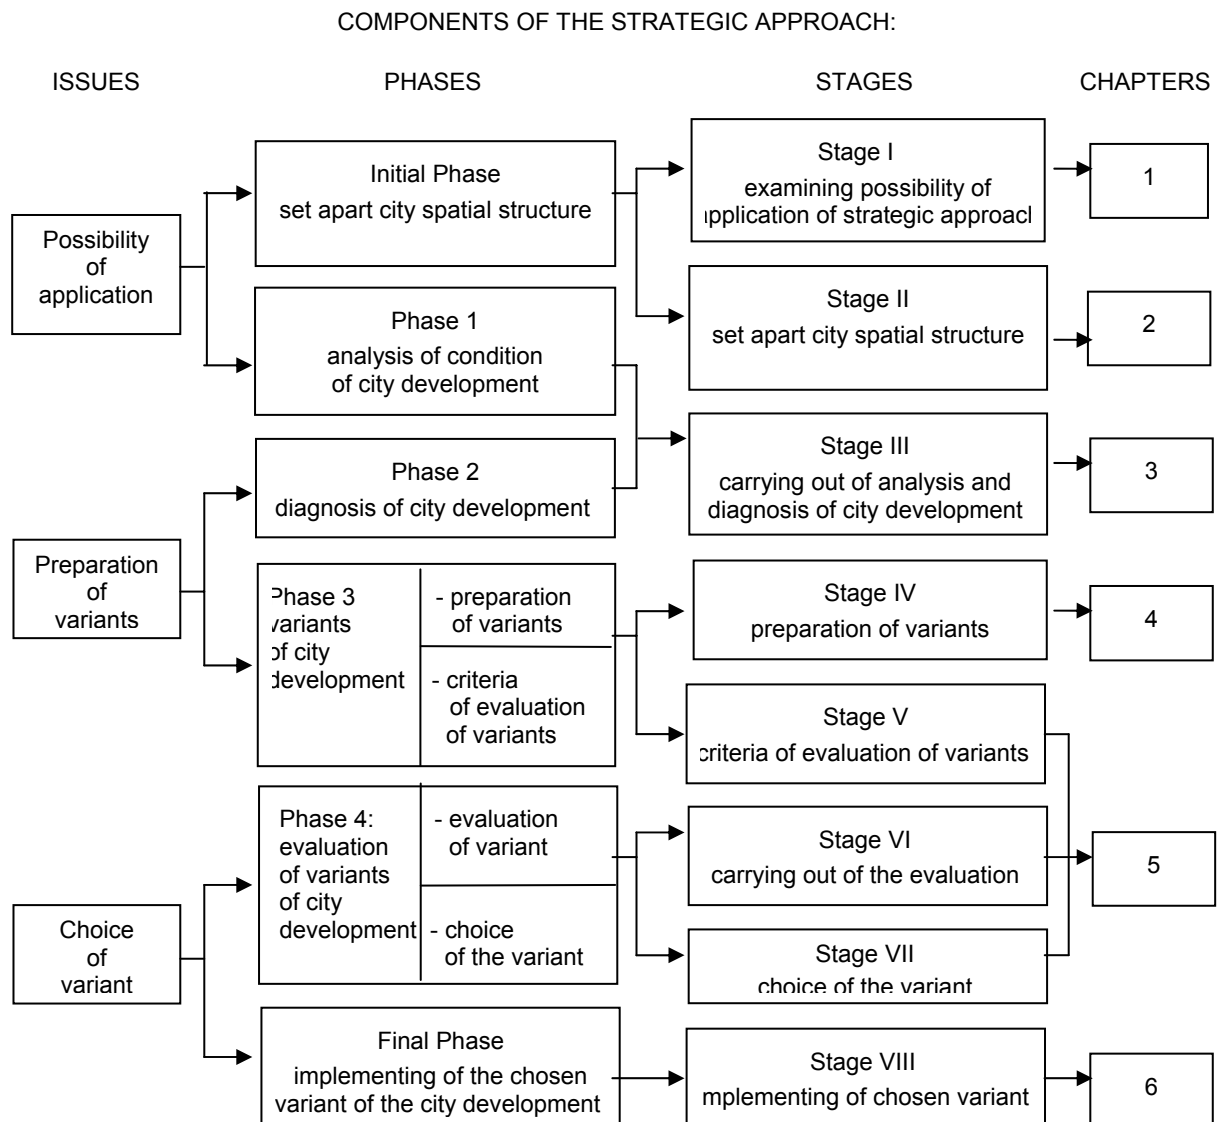 COMPONENTS OF THE STRATEGIC APPROACH:
ISSUES
PHASES
STAGES
CHAPTERS
Possibility
of
application
Initial Phase
set apart city spatial structure
Phase 1
analysis of condition
of city development
Stage I
examining possibility of
application of strategic approach
1
Stage II
set apart city spatial structure
2
Preparation
of
variants
Phase 2
diagnosis of city development
Stage III
carrying out of analysis and
diagnosis of city development
3
Phase 3
variants
of city
development
- preparation
of variants
- criteria
of evaluation
of variants
Stage IV
preparation of variants
4
Stage V
criteria of evaluation of variants
Choice
of
variant
Phase 4:
evaluation
of variants
of city
development
- evaluation
of variant
- choice
of the variant
Stage VI
carrying out of the evaluation
5
Stage VII
choice of the variant
Final Phase
implementing of the chosen
variant of the city development
Stage VIII
mplementing of chosen variant
6